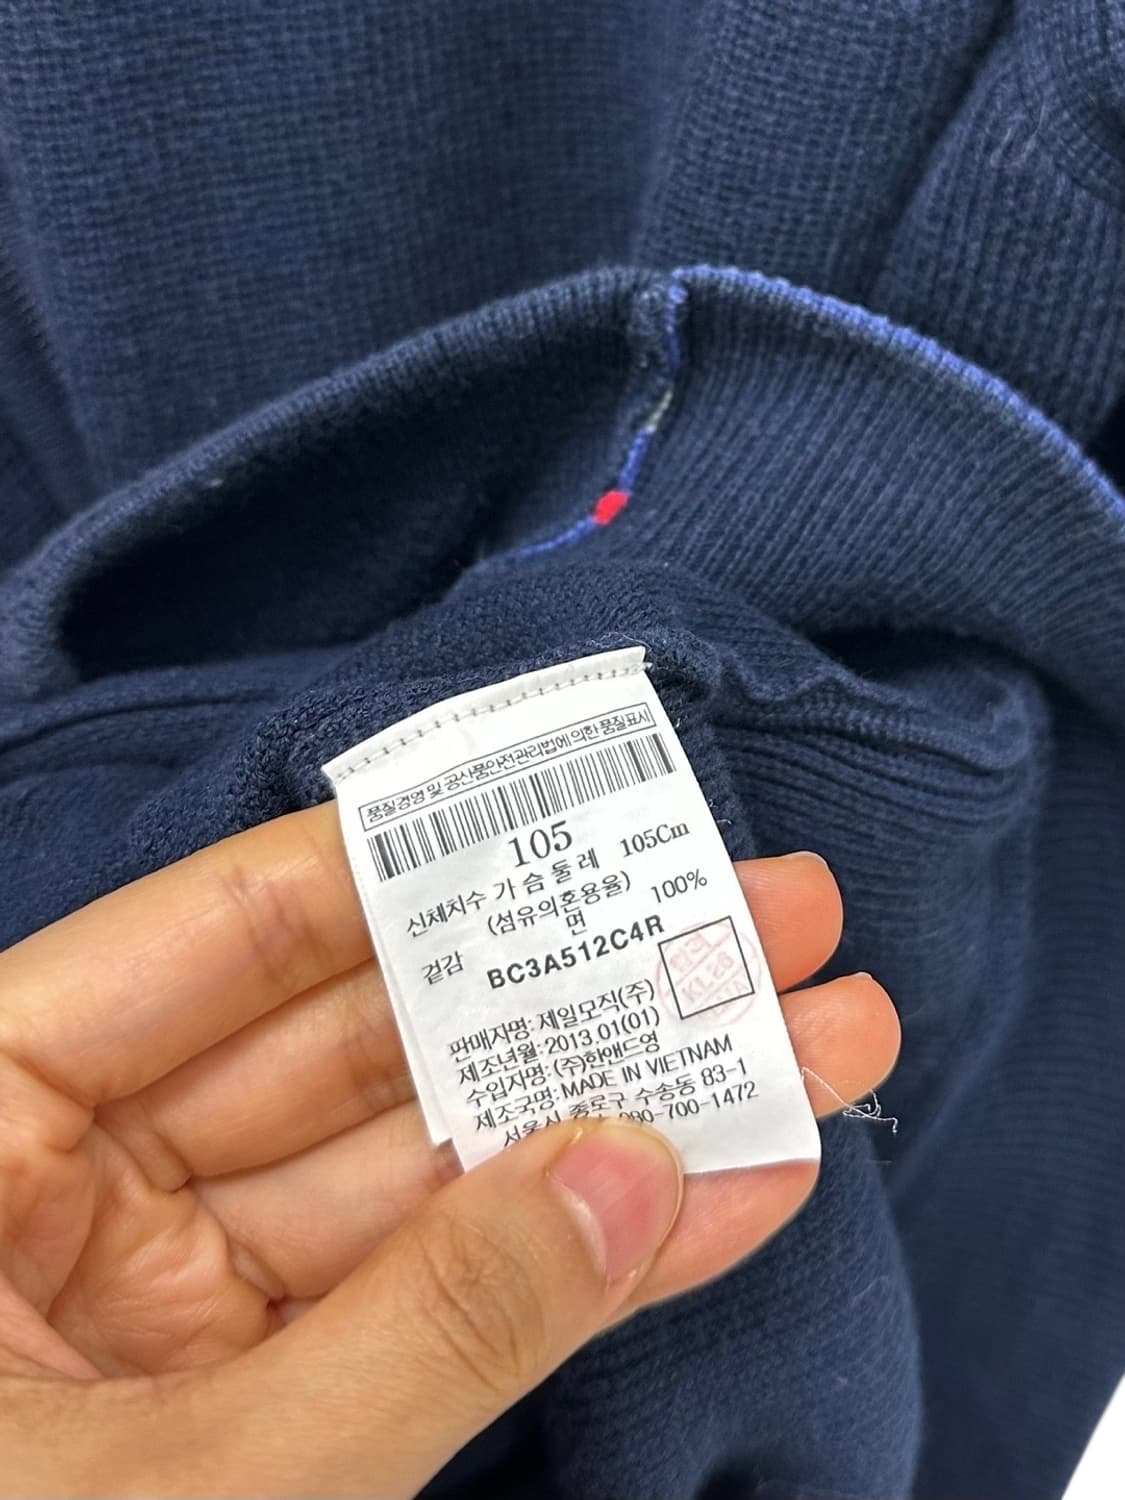 품질경영 및 공산품안전관리법에 의한 품질표시
105
신체치수 가슴둘레 105Cm
(섬유의혼용율)
겉감 면 100%
BC3A512C4R
판매자명: 제일모직(주)
제조년월: 2013.01(01)
수입자명: (주)한앤드영
제조국명: MADE IN VIETNAM
서울시 종로구 수송동 83-1
080-700-1472